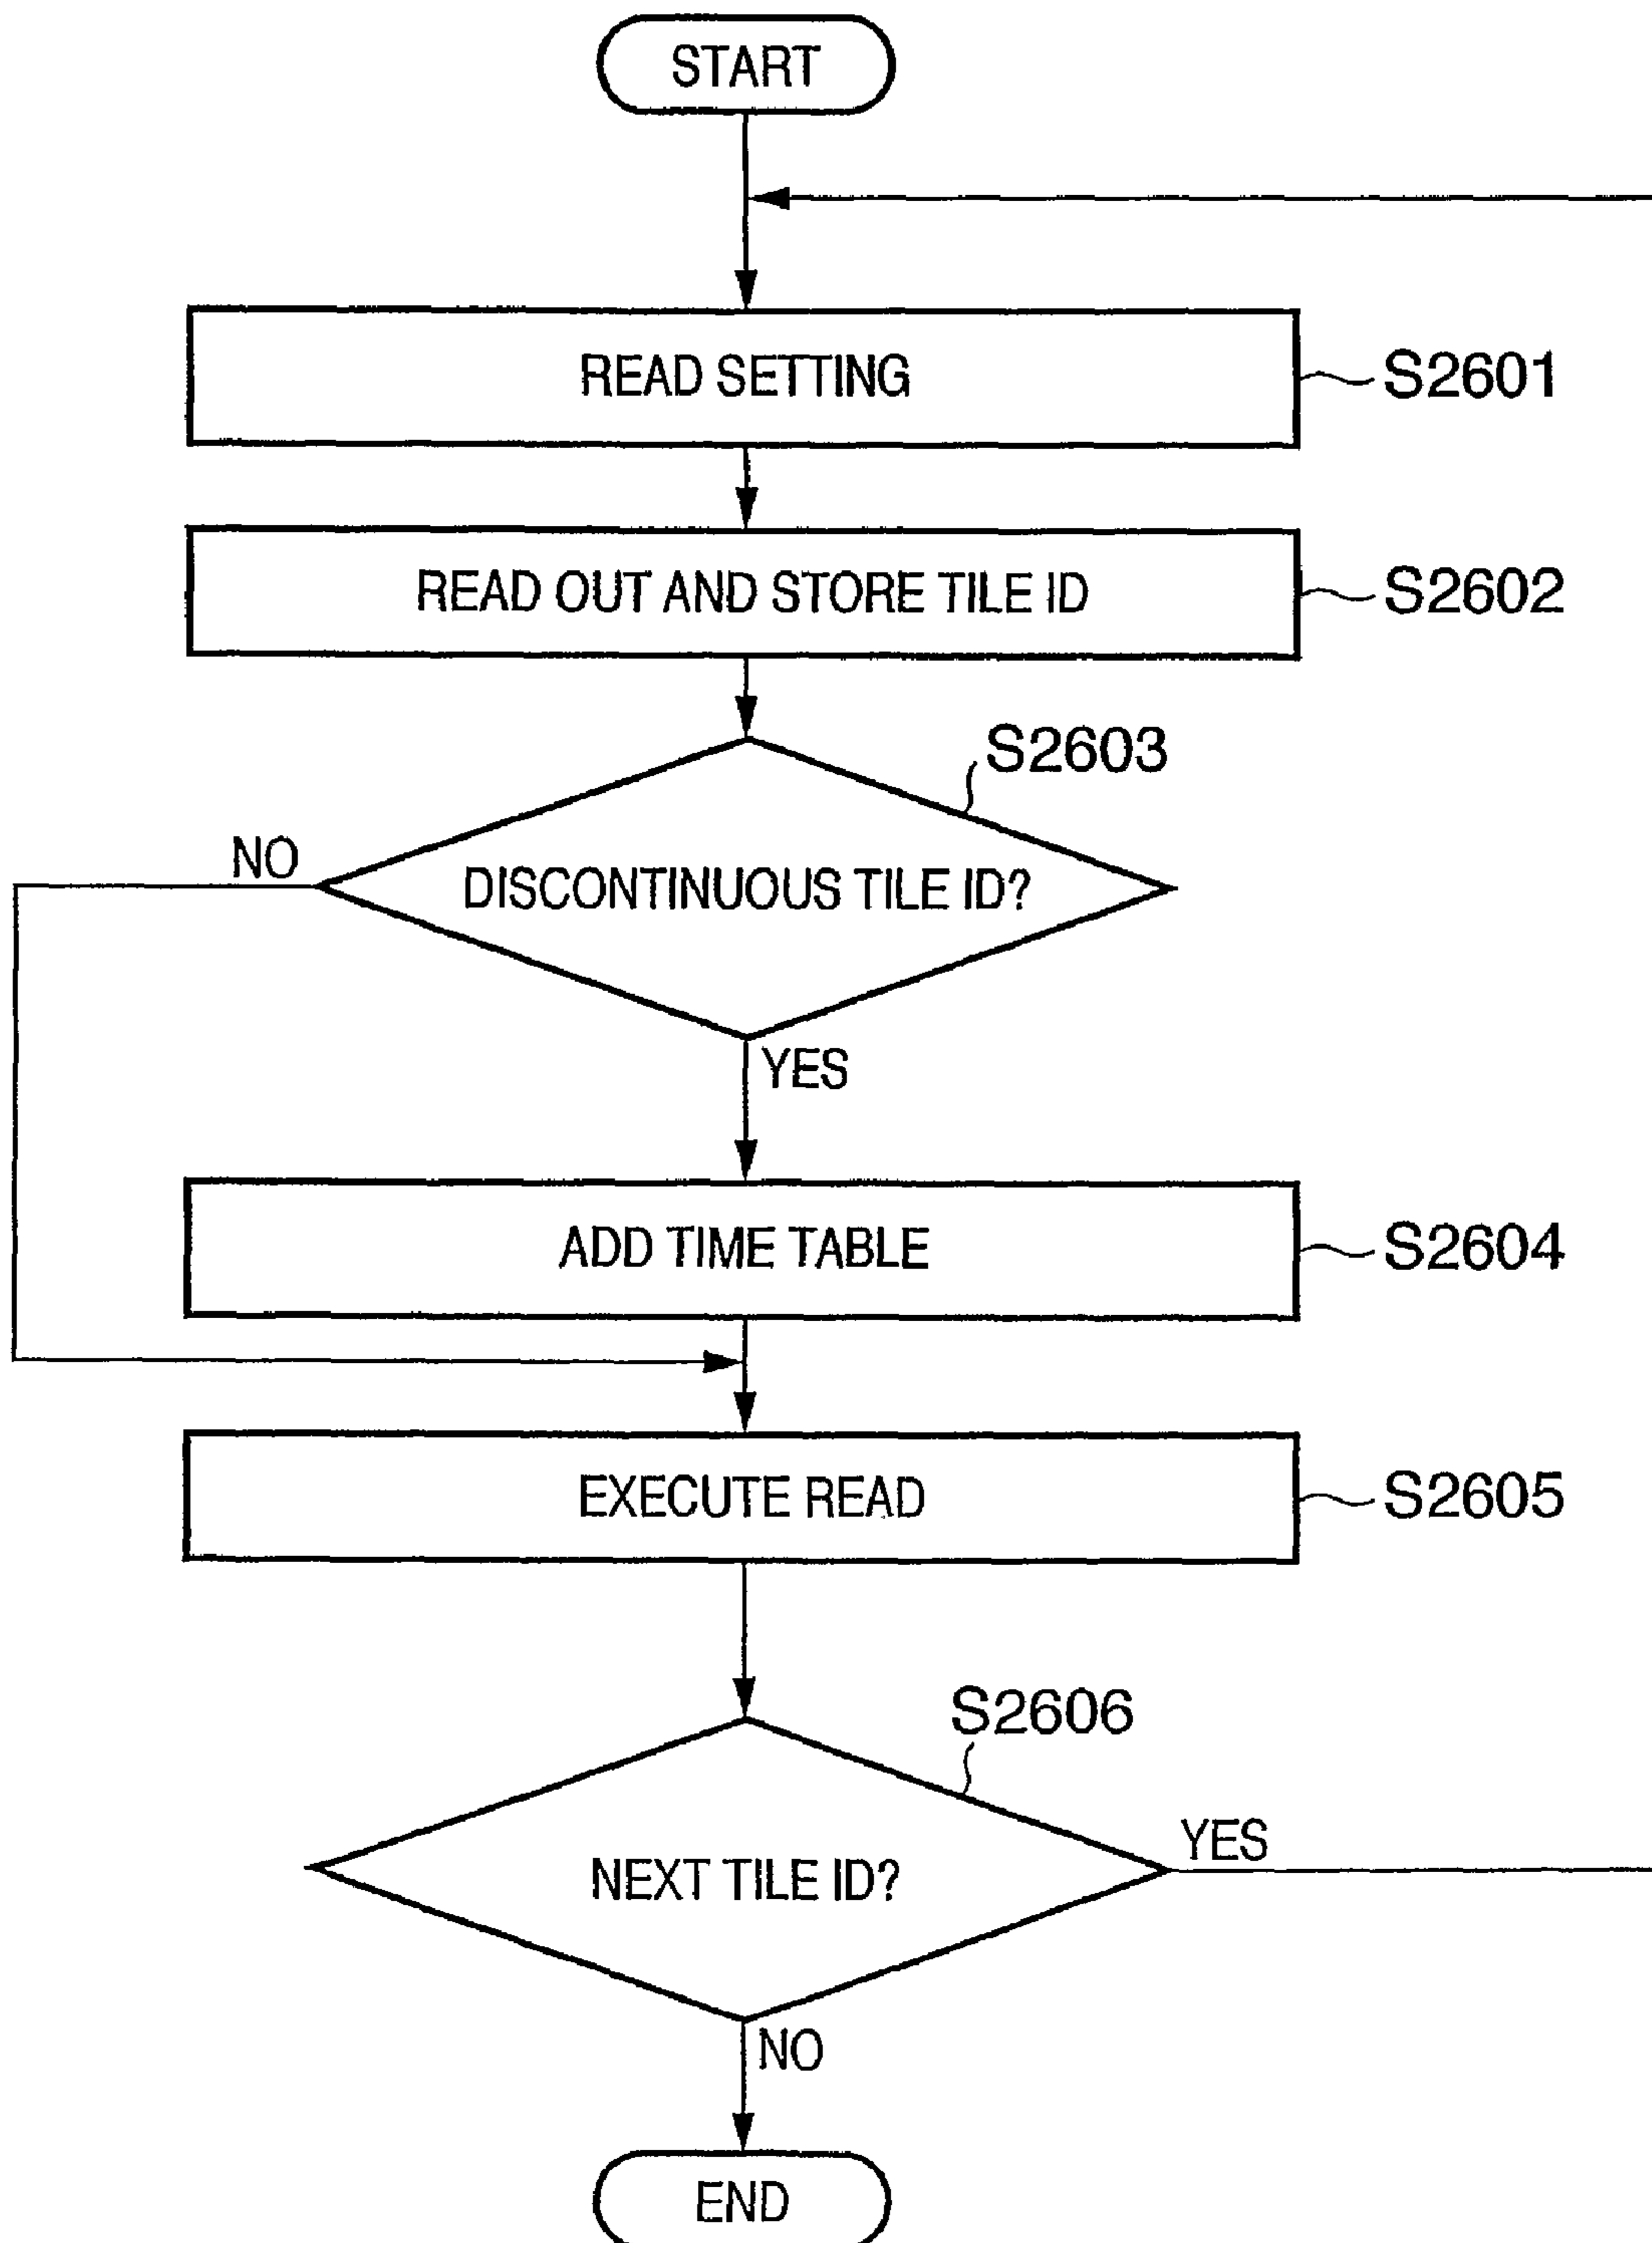 START
READ SETTING
S2601
READ OUT AND STORE TILE ID
S2602
S2603
NO
DISCONTINUOUS TILE ID?
YES
ADD TIME TABLE
S2604
EXECUTE READ
S2605
S2606
YES
NEXT TILE ID?
NO
END